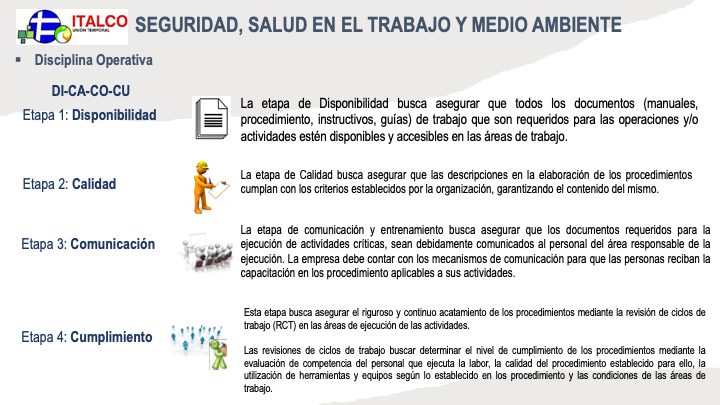 ITALCO
UNIÓN TEMPORAL
SEGURIDAD, SALUD EN EL TRABAJO Y MEDIO AMBIENTE
▪ Disciplina Operativa
DI-CA-CO-CU
Etapa 1: Disponibilidad
La etapa de Disponibilidad busca asegurar que todos los documentos (manuales,
procedimiento, instructivos, guías) de trabajo que son requeridos para las operaciones y/o
actividades estén disponibles y accesibles en las áreas de trabajo.
Etapa 2: Calidad
La etapa de Calidad busca asegurar que las descripciones en la elaboración de los procedimientos
cumplan con los criterios establecidos por la organización, garantizando el contenido del mismo.
Etapa 3: Comunicación
La etapa de comunicación y entrenamiento busca asegurar que los documentos requeridos para la
ejecución de actividades críticas, sean debidamente comunicados al personal del área responsable de la
ejecución. La empresa debe contar con los mecanismos de comunicación para que las personas reciban la
capacitación en los procedimiento aplicables a sus actividades.
Etapa 4: Cumplimiento
Esta etapa busca asegurar el riguroso y continuo acatamiento de los procedimientos mediante la revisión de ciclos de
trabajo (RCT) en las áreas de ejecución de las actividades.
Las revisiones de ciclos de trabajo buscar determinar el nivel de cumplimiento de los procedimientos mediante la
evaluación de competencia del personal que ejecuta la labor, la calidad del procedimiento establecido para ello, la
utilización de herramientas y equipos según lo establecido en los procedimiento y las condiciones de las áreas de
trabajo.